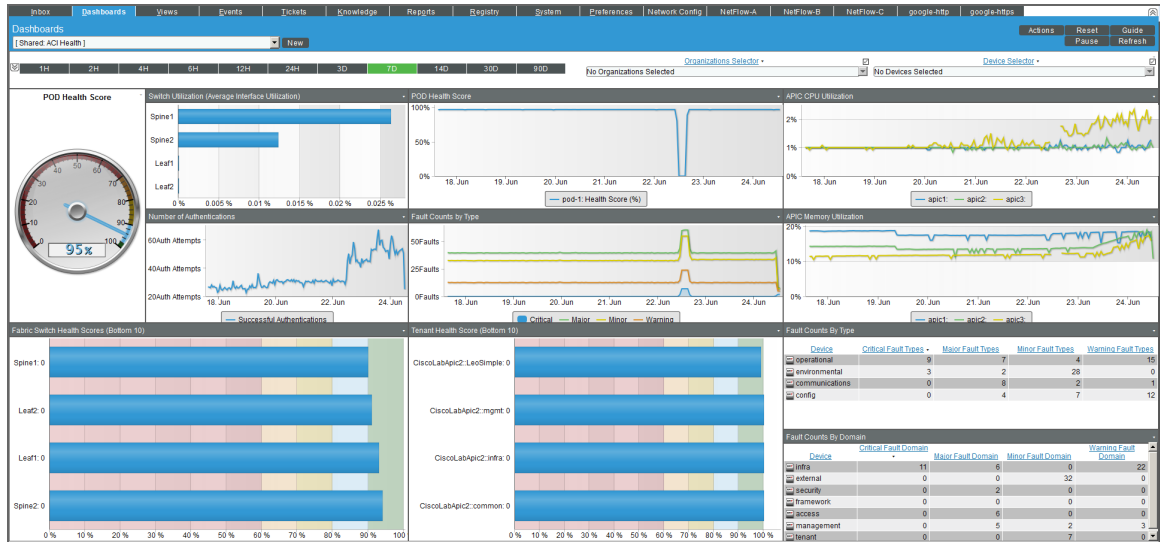 Inbox Dashboards Views Events Tickets Knowledge Reports Registry System Preferences Network Config NetFlow-A NetFlow-B NetFlow-C google-http google-https
Dashboards
Actions Reset Guide
[ Shared: ACI Health ] New
Pause Refresh
Organizations Selector Device Selector
1H 2H 4H 6H 12H 24H 3D 7D 14D 30D 90D
No Organizations Selected No Devices Selected
POD Health Score
0 10 20 30 40 50 60 70 80 90 100
95%
Switch Utilization (Average Interface Utilization)
Spine1
Spine2
Leaf1
Leaf2
0 % 0.005 % 0.01 % 0.015 % 0.02 % 0.025 %
POD Health Score
100%
50%
0%
18. Jun 19. Jun 20. Jun 21. Jun 22. Jun 23. Jun 24. Jun
pod-1: Health Score (%)
APIC CPU Utilization
2%
1%
0%
18. Jun 19. Jun 20. Jun 21. Jun 22. Jun 23. Jun 24. Jun
apic1: apic2: apic3:
Number of Authentications
60Auth Attempts
40Auth Attempts
20Auth Attempts
18. Jun 20. Jun 22. Jun 24. Jun
Successful Authentications
Fault Counts by Type
50Faults
25Faults
0Faults
18. Jun 19. Jun 20. Jun 21. Jun 22. Jun 23. Jun 24. Jun
Critical Major Minor Warning
APIC Memory Utilization
20%
10%
0%
18. Jun 19. Jun 20. Jun 21. Jun 22. Jun 23. Jun 24. Jun
apic1: apic2: apic3:
Fabric Switch Health Scores (Bottom 10)
Spine1: 0
Leaf2: 0
Leaf1: 0
Spine2: 0
0 % 10 % 20 % 30 % 40 % 50 % 60 % 70 % 80 % 90 % 100
Tenant Health Score (Bottom 10)
CiscoLabApic2::LeoSimple: 0
CiscoLabApic2::mgmt: 0
CiscoLabApic2::infra: 0
CiscoLabApic2::common: 0
0 % 10 % 20 % 30 % 40 % 50 % 60 % 70 % 80 % 90 % 100 %
Fault Counts By Type
Device Critical Fault Types Major Fault Types Minor Fault Types Warning Fault Types
operational 9 7 4 15
environmental 3 2 28 0
communications 0 8 2 1
config 0 4 7 12
Fault Counts By Domain
Device Critical Fault Domain Major Fault Domain Minor Fault Domain Warning Fault Domain
infra 11 6 0 22
external 0 0 32 0
security 0 2 0 0
framework 0 0 0 0
access 0 6 0 0
management 0 5 2 3
tenant 0 0 7 0